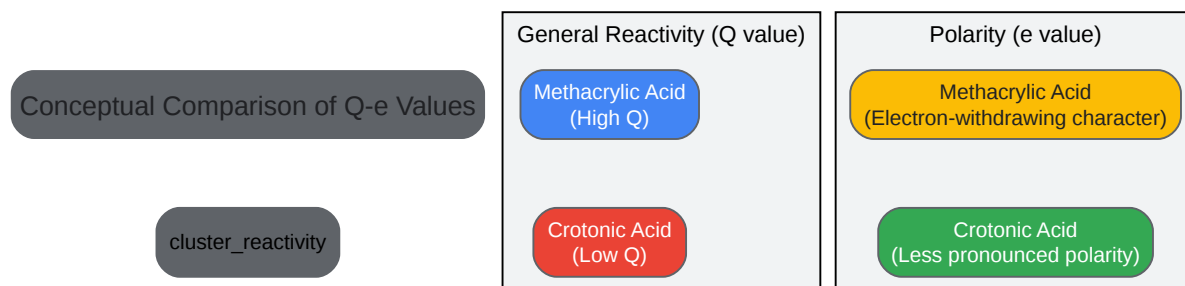 General Reactivity (Q value)
Polarity (e value)
Conceptual Comparison of Q-e Values
Methacrylic Acid
(High Q)
Methacrylic Acid
(Electron-withdrawing character)
cluster_reactivity
Crotonic Acid
(Low Q)
Crotonic Acid
(Less pronounced polarity)